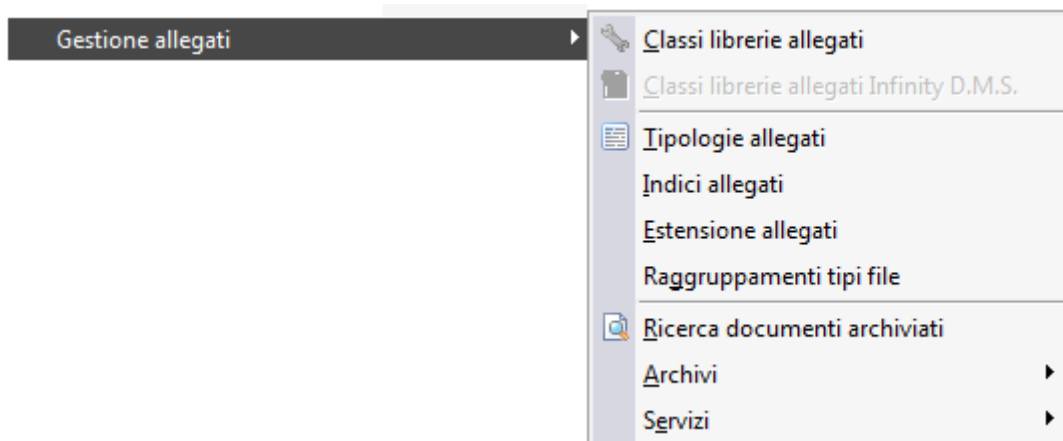 Gestione allegati
Classi librerie allegati
Classi librerie allegati Infinity D.M.S.
Tipologie allegati
Indici allegati
Estensione allegati
Raggruppamenti tipi file
Ricerca documenti archiviati
Archivi
Servizi